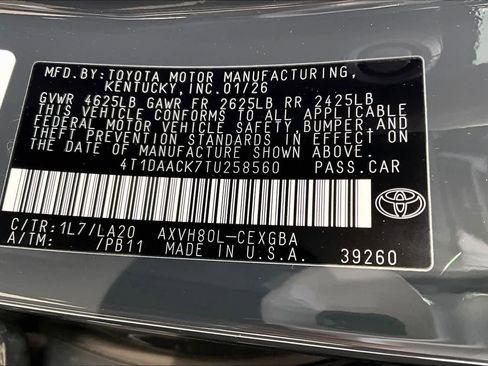 MFD.BY:TOYOTA MOTOR MANUFACTURING,
KENTUCKY,INC.01/26
GVWR 4625LB GAWR FR 2625LB RR 2425LB
THIS VEHICLE CONFORMS TO ALL APPLICABLE
FEDERAL MOTOR VEHICLE SAFETY,BUMPER,AND
THEFT PREVENTION STANDARDS IN EFFECT ON
THE DATE OF MANUFACTURE SHOWN ABOVE.
4T1DAACK7TU258560 PASS.CAR
C/TR:1L7/LA20 AXVH80L-CEXGBA
A/TM: /PB11 MADE IN U.S.A. 39260